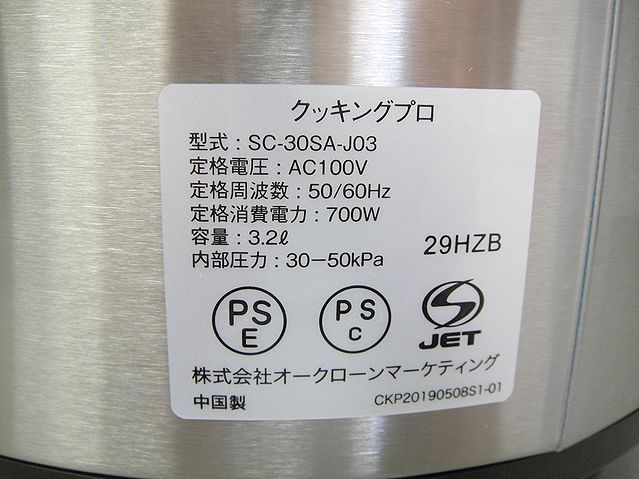 クッキングプロ
型式：SC-30SA-J03
定格電圧：AC100V
定格周波数：50/60Hz
定格消費電力：700W
容量：3.2ℓ
内部圧力：30－50kPa
29HZB
PS
E
PS
C
JET
株式会社オークローンマーケティング
中国製
CKP20190508S1-01